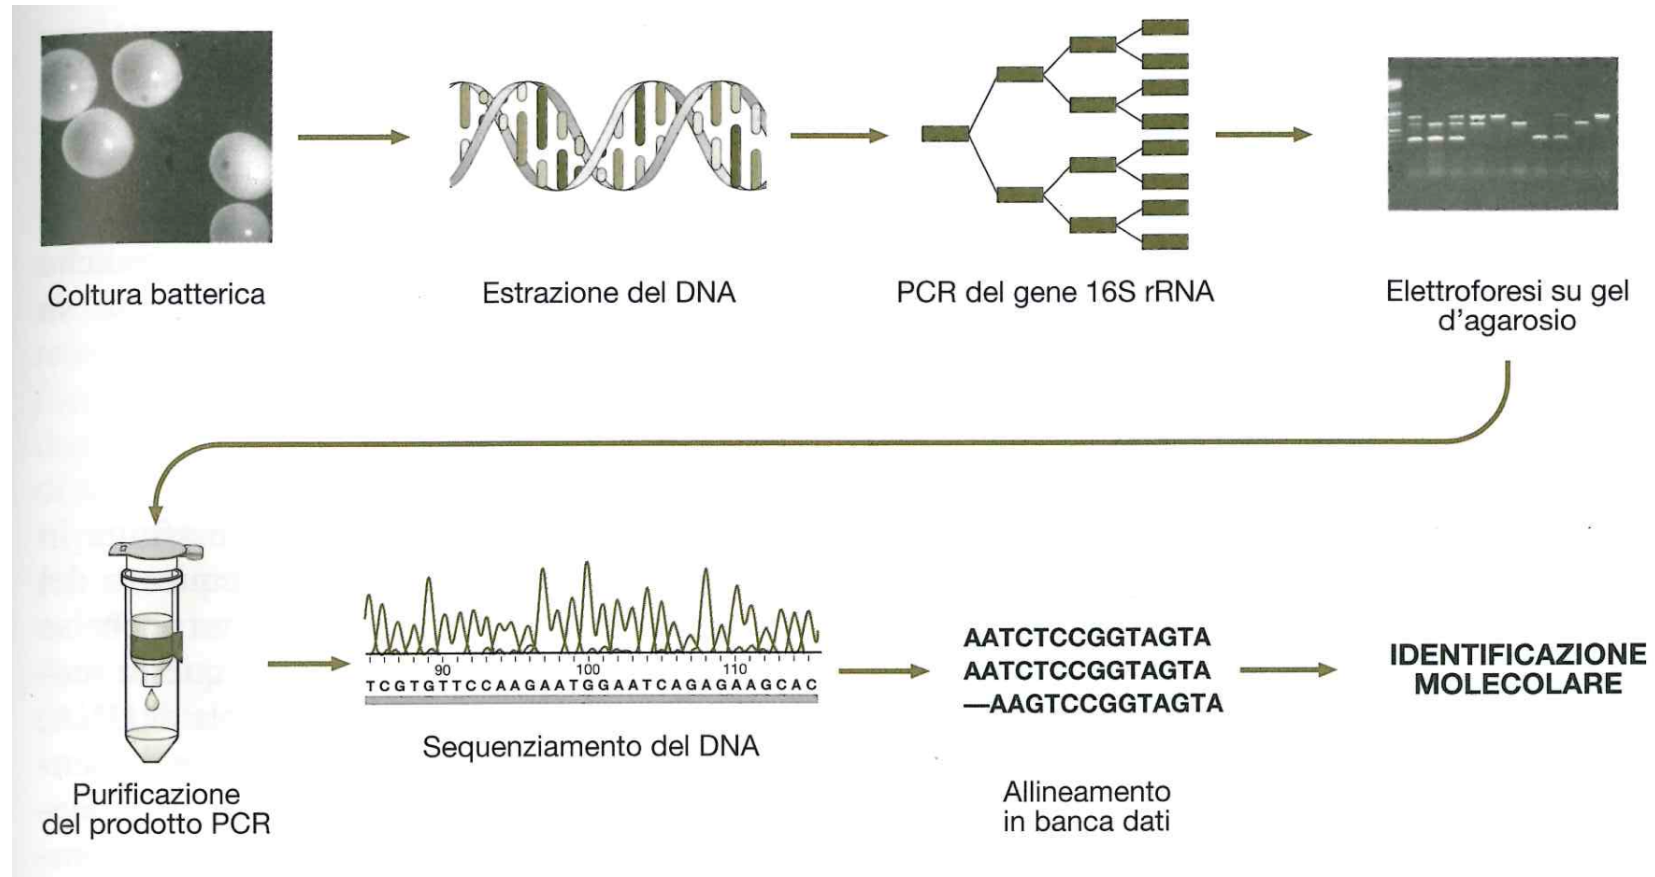 Coltura batterica
Estrazione del DNA
PCR del gene 16S rRNA
Elettroforesi su gel
d'agarosio
Purificazione
del protto PCR
90 100 110
TCGTGTTCCAAGAATGGAATCAGAGAAGCAC
Sequenziamento del DNA
AATCTCCGGTAGTA
AATCTCCGGTAGTA
—AAGTCCGGTAGTA
Allineamento
in banca dati
IDENTIFICAZIONE
MOLECOLARE